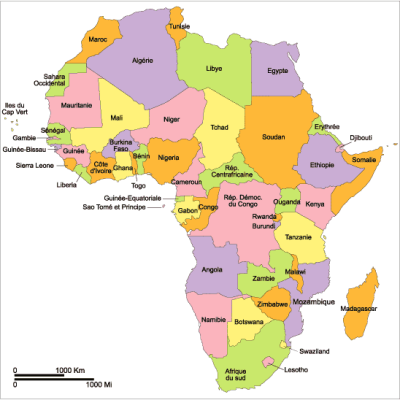 Tunisie
Maroc
Algérie
Libye
Egypte
Sahara
Occidental
Iles du
Cap Vert
Mauritanie
Mali
Niger
Tchad
Soudan
Erythrée
Djibouti
Sénégal
Gambie
Guinée-Bissau
Guinée
Burkina
Faso
Sierra Leone
Côte
d'Ivoire
Ghana
Bénin
Nigeria
Liberia
Togo
Rép.
Centrafricaine
Ethiopie
Somalie
Cameroun
Guinée-Equatoriale
Sao Tomé et Principe
Gabon
Congo
Rép. Démoc.
du Congo
Ouganda
Kenya
Rwanda
Burundi
Tanzanie
Angola
Zambie
Malawi
Mozambique
Zimbabwe
Madagascar
Namibie
Botswana
Swaziland
Lesotho
Afrique
du sud
0
1000 Km
0
1000 Mi